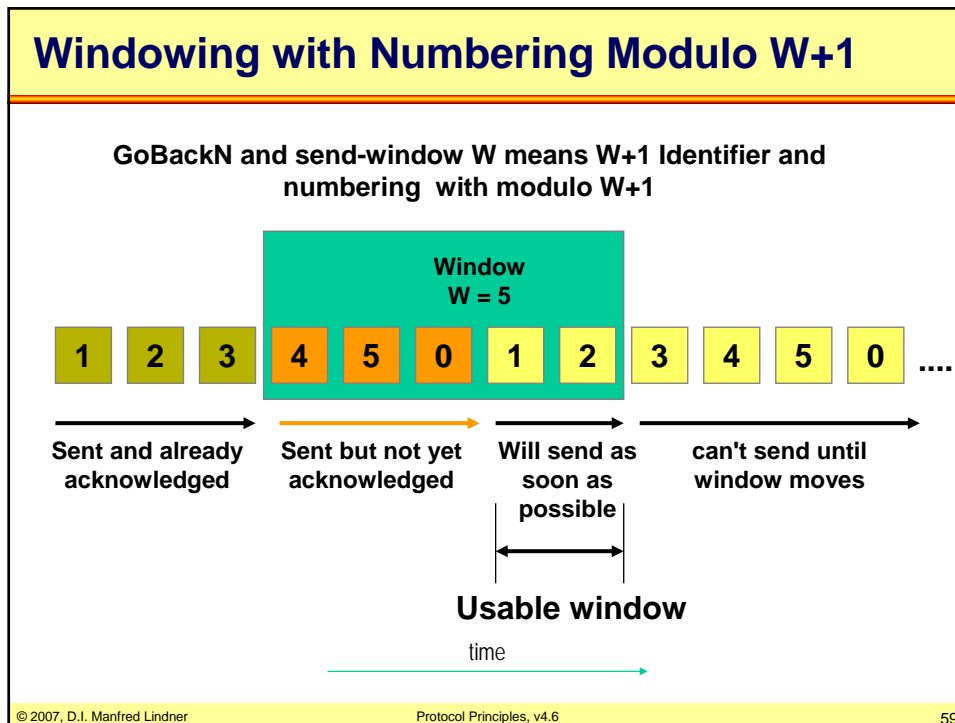 Windowing with Numbering Modulo W+1
GoBackN and send-window W means W+1 Identifier and
numbering with modulo W+1
Window
W = 5
1 2 3 4 5 0 1 2 3 4 5 0 ....
Sent and already
acknowledged
Sent but not yet
acknowledged
Will send as
soon as
possible
can't send until
window moves
Usable window
time
© 2007, D.I. Manfred Lindner Protocol Principles, v4.6 59